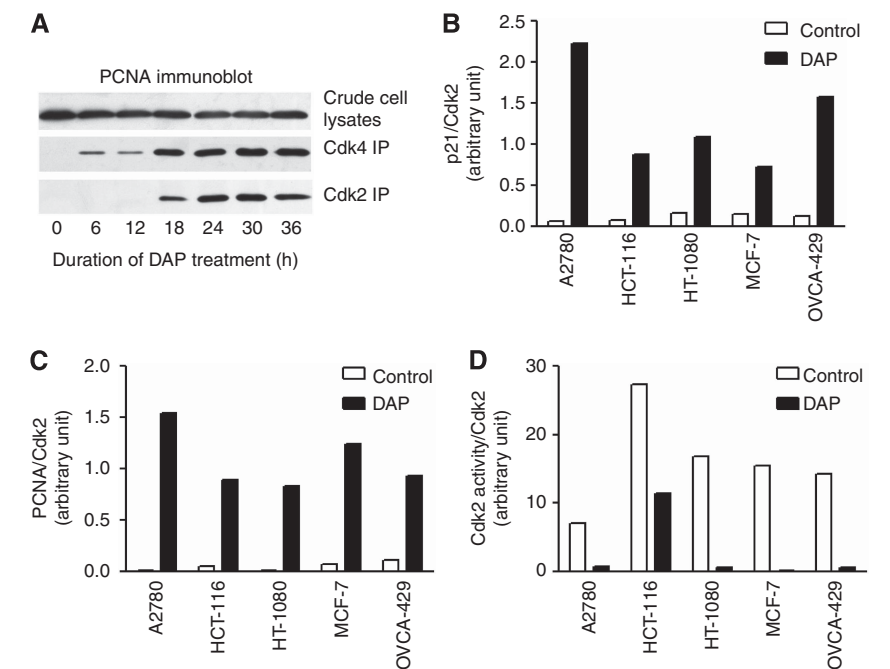 A
PCNA immunoblot
Crude cell
lysates
Cdk4 IP
Cdk2 IP
0 6 12 18 24 30 36
Duration of DAP treatment (h)
B
p21/Cdk2
(arbitrary unit)
2.5
2.0
1.5
1.0
0.5
0.0
Control
DAP
A2780
HCT-116
HT-1080
MCF-7
OVCA-429
C
PCNA/Cdk2
(arbitrary unit)
2.0
1.5
1.0
0.5
0.0
Control
DAP
A2780
HCT-116
HT-1080
MCF-7
OVCA-429
D
Cdk2 activity/Cdk2
(arbitrary unit)
30
20
10
0
Control
DAP
A2780
HCT-116
HT-1080
MCF-7
OVCA-429